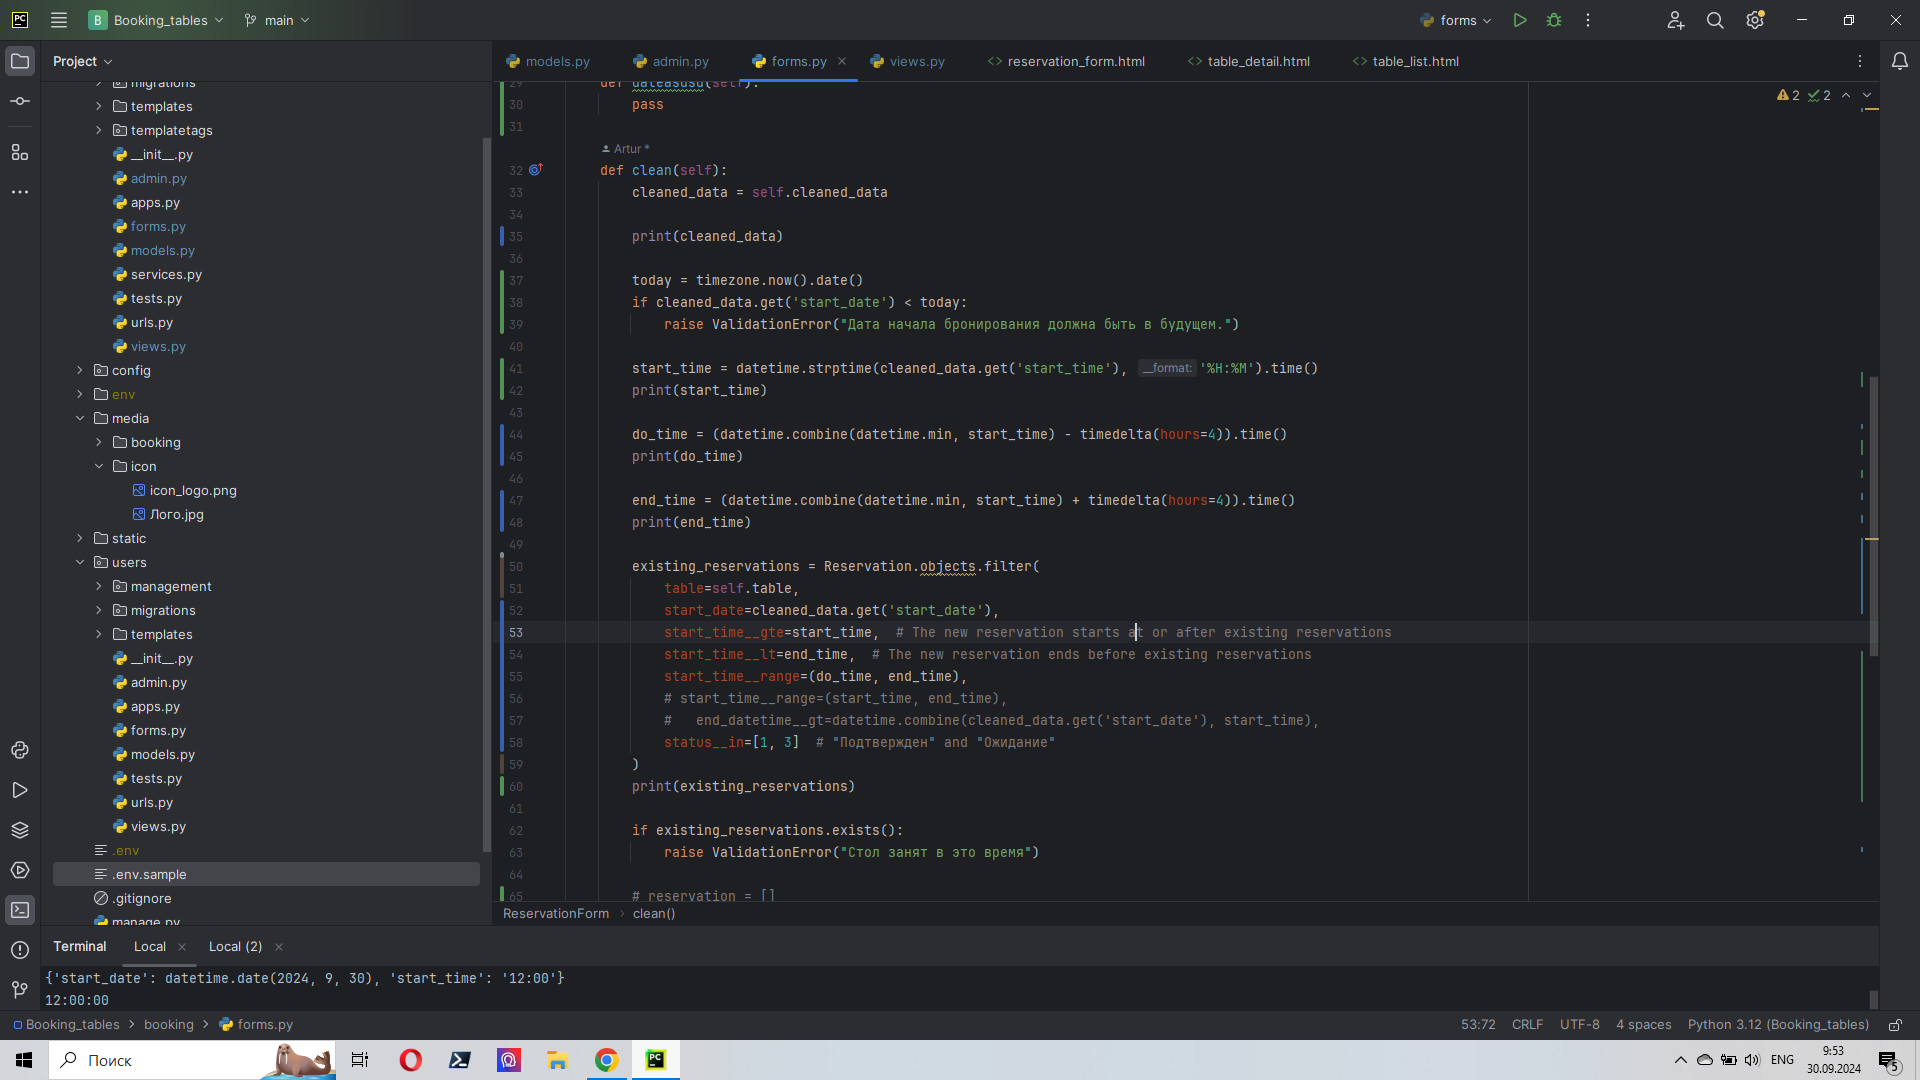 PC
B
Booking_tables
main
forms
Project
models.py
admin.py
forms.py
views.py
<> reservation_form.html
<> table_detail.html
<> table_list.html
migrations
templates
templatetags
__init__.py
admin.py
apps.py
forms.py
models.py
services.py
tests.py
urls.py
views.py
config
env
media
booking
icon
icon_logo.png
Лого.jpg
static
users
management
migrations
templates
__init__.py
admin.py
apps.py
forms.py
models.py
tests.py
urls.py
views.py
.env
.env.sample
.gitignore
manage.py
2 2
29 def dateasdsd(self):
30 pass
31
Artur *
32 def clean(self):
33 cleaned_data = self.cleaned_data
34
35 print(cleaned_data)
36
37 today = timezone.now().date()
38 if cleaned_data.get('start_date') < today:
39 raise ValidationError("Дата начала бронирования должна быть в будущем.")
40
41 start_time = datetime.strptime(cleaned_data.get('start_time'), __format: '%H:%M').time()
42 print(start_time)
43
44 do_time = (datetime.combine(datetime.min, start_time) - timedelta(hours=4)).time()
45 print(do_time)
46
47 end_time = (datetime.combine(datetime.min, start_time) + timedelta(hours=4)).time()
48 print(end_time)
49
50 existing_reservations = Reservation.objects.filter(
51 table=self.table,
52 start_date=cleaned_data.get('start_date'),
53 start_time__gte=start_time, # The new reservation starts at or after existing reservations
54 start_time__lt=end_time, # The new reservation ends before existing reservations
55 start_time__range=(do_time, end_time),
56 # start_time__range=(start_time, end_time),
57 # end_datetime__gt=datetime.combine(cleaned_data.get('start_date'), start_time),
58 status__in=[1, 3] # "Подтвержден" and "Ожидание"
59 )
60 print(existing_reservations)
61
62 if existing_reservations.exists():
63 raise ValidationError("Стол занят в это время")
64
65 # reservation = []
ReservationForm > clean()
Terminal
Local
Local (2)
{'start_date': datetime.date(2024, 9, 30), 'start_time': '12:00'}
12:00:00
Booking_tables > booking > forms.py
53:72
CRLF
UTF-8
4 spaces
Python 3.12 (Booking_tables)
Поиск
PC
ENG
9:53
30.09.2024
5